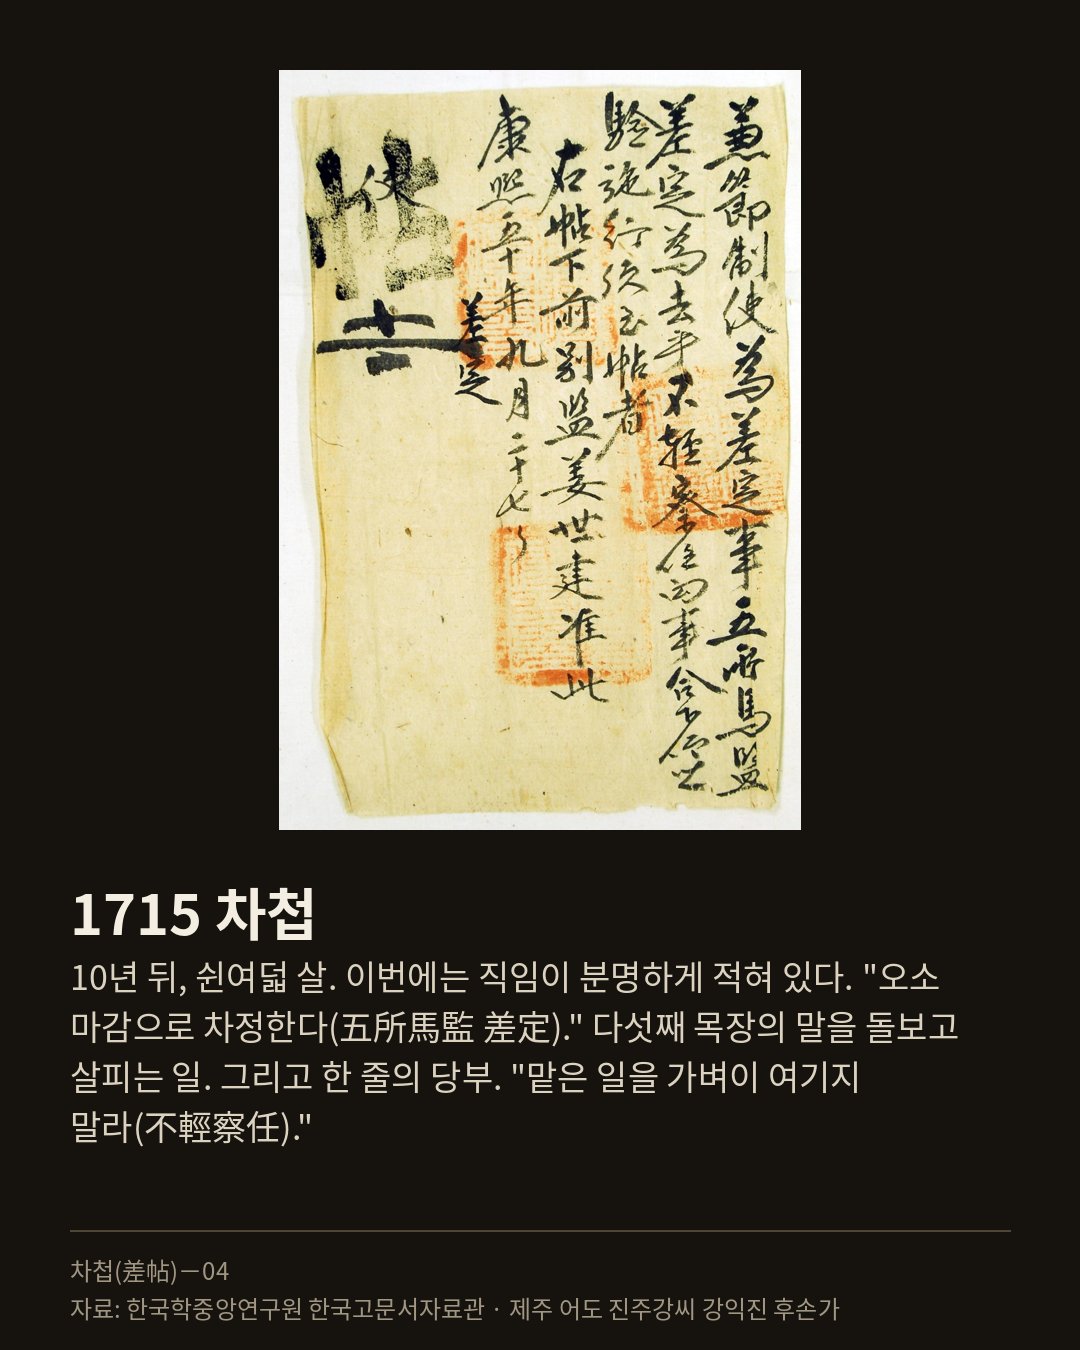 兼節制使為差定事五所馬監
差定為去乎不輕察任向事合下仰照
驗施行須至帖者
右帖下前別監姜世建准此
康熙五十年九月二十七日
差定
帖
使
1715 차첩
10년 뒤, 쉰여덟 살. 이번에는 직임이 분명하게 적혀 있다. "오소
마감으로 차정한다(五所馬監 差定)." 다섯째 목장의 말을 돌보고
살피는 일. 그리고 한 줄의 당부. "맡은 일을 가벼이 여기지
말라(不輕察任)."
차첩(差帖)—04
자료: 한국학중앙연구원 한국고문서자료관 · 제주 어도 진주강씨 강익진 후손가